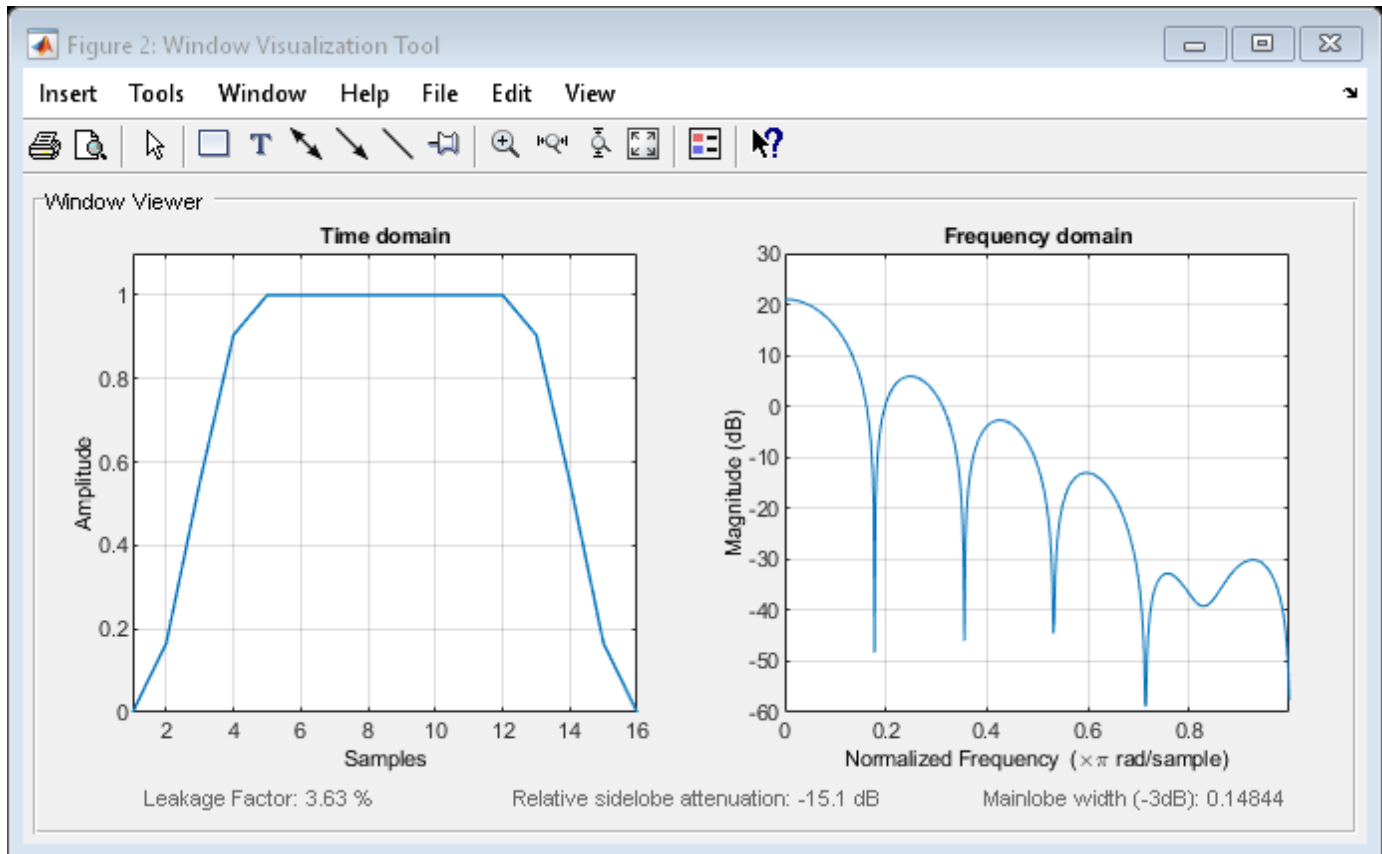 Figure 2: Window Visualization Tool
Insert Tools Window Help File Edit View
T
?
Window Viewer
Time domain
1
0.8
0.6
0.4
0.2
0
2 4 6 8 10 12 14 16
Amplitude
Samples
Frequency domain
30
20
10
0
-10
-20
-30
-40
-50
-60
0 0.2 0.4 0.6 0.8
Magnitude (dB)
Normalized Frequency (×π rad/sample)
Leakage Factor: 3.63 % Relative sidelobe attenuation: -15.1 dB Mainlobe width (-3dB): 0.14844